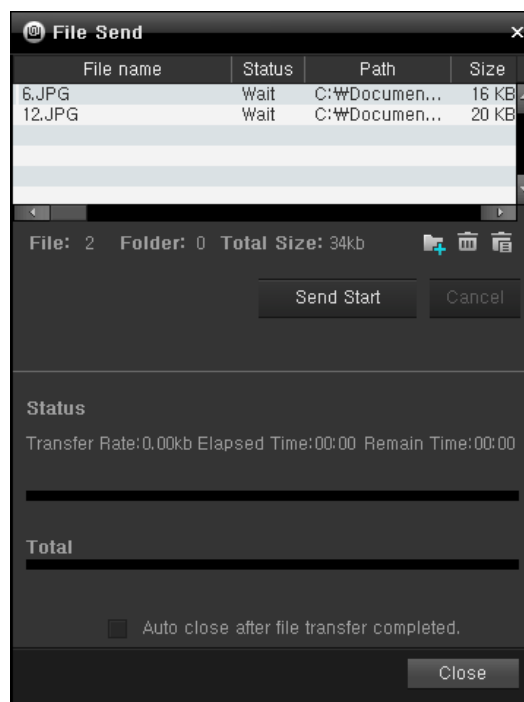 File Send
File name Status Path Size
6.JPG Wait C:₩Documen... 16 KB
12.JPG Wait C:₩Documen... 20 KB
File: 2 Folder: 0 Total Size: 34kb
Send Start Cancel
Status
Transfer Rate:0.00kb Elapsed Time:00:00 Remain Time:00:00
Total
Auto close after file transfer completed.
Close